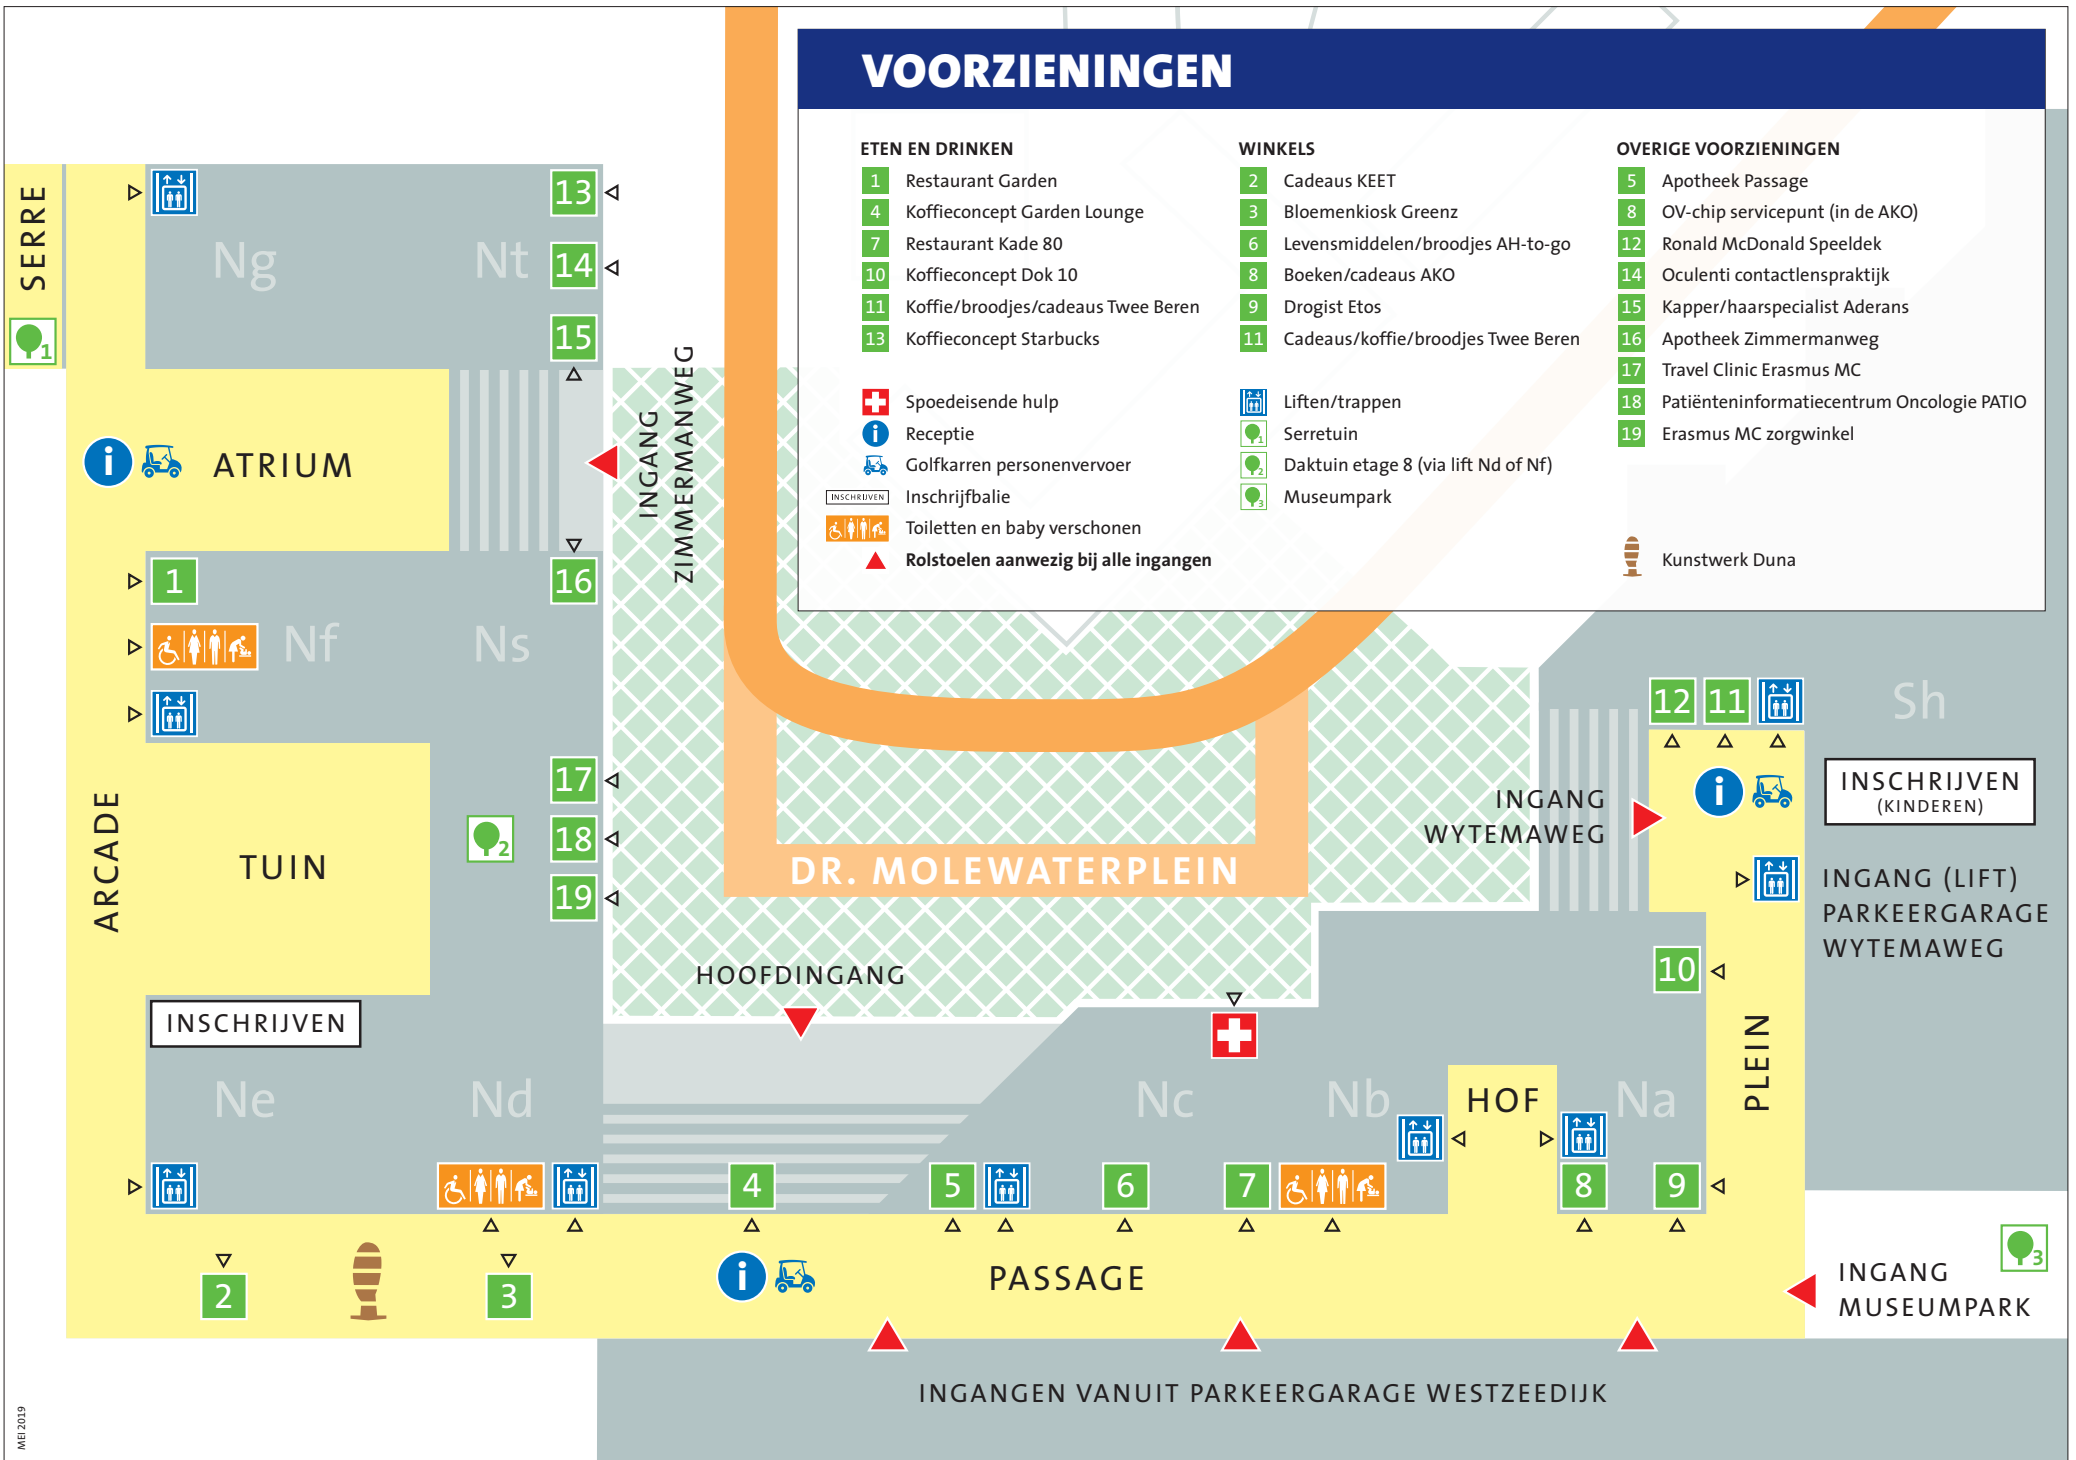 VOORZIENINGEN
ETEN EN DRINKEN
1 Restaurant Garden
4 Koffieconcept Garden Lounge
7 Restaurant Kade 80
10 Koffieconcept Dok 10
11 Koffie/broodjes/cadeaus Twee Beren
13 Koffieconcept Starbucks
Spoedeisende hulp
i Receptie
Golfkarren personenvervoer
INSCHRIJVEN Inschrijfbalie
Toiletten en baby verschonen
Rolstoelen aanwezig bij alle ingangen
WINKELS
2 Cadeaus KEET
3 Bloemenkiosk Greenz
6 Levensmiddelen/broodjes AH-to-go
8 Boeken/cadeaus AKO
9 Drogist Etos
11 Cadeaus/koffie/broodjes Twee Beren
Liften/trappen
1 Serretuin
2 Daktuin etage 8 (via lift Nd of Nf)
3 Museumpark
OVERIGE VOORZIENINGEN
5 Apotheek Passage
8 OV-chip servicepunt (in de AKO)
12 Ronald McDonald Speeldek
14 Oculenti contactlenspraktijk
15 Kapper/haarspecialist Aderans
16 Apotheek Zimmermanweg
17 Travel Clinic Erasmus MC
18 Patiënteninformatiecentrum Oncologie PATIO
19 Erasmus MC zorgwinkel
Kunstwerk Duna
SERRE
1
Ng
Nt
13
14
15
i
ATRIUM
INGANG
ZIMMERMANWEG
1
16
Nf
Ns
ARCADE
TUIN
2
17
18
19
INSCHRIJVEN
Ne
Nd
DR. MOLEWATERPLEIN
HOOFDINGANG
INGANG
WYTEMAWEG
12
11
Sh
i
INSCHRIJVEN
(KINDEREN)
INGANG (LIFT)
PARKEERGARAGE
WYTEMAWEG
10
PLEIN
Nc
Nb
HOF
Na
4
5
6
7
8
9
2
3
i
PASSAGE
3
INGANG
MUSEUMPARK
INGANGEN VANUIT PARKEERGARAGE WESTZEEDIJK
MEI 2019